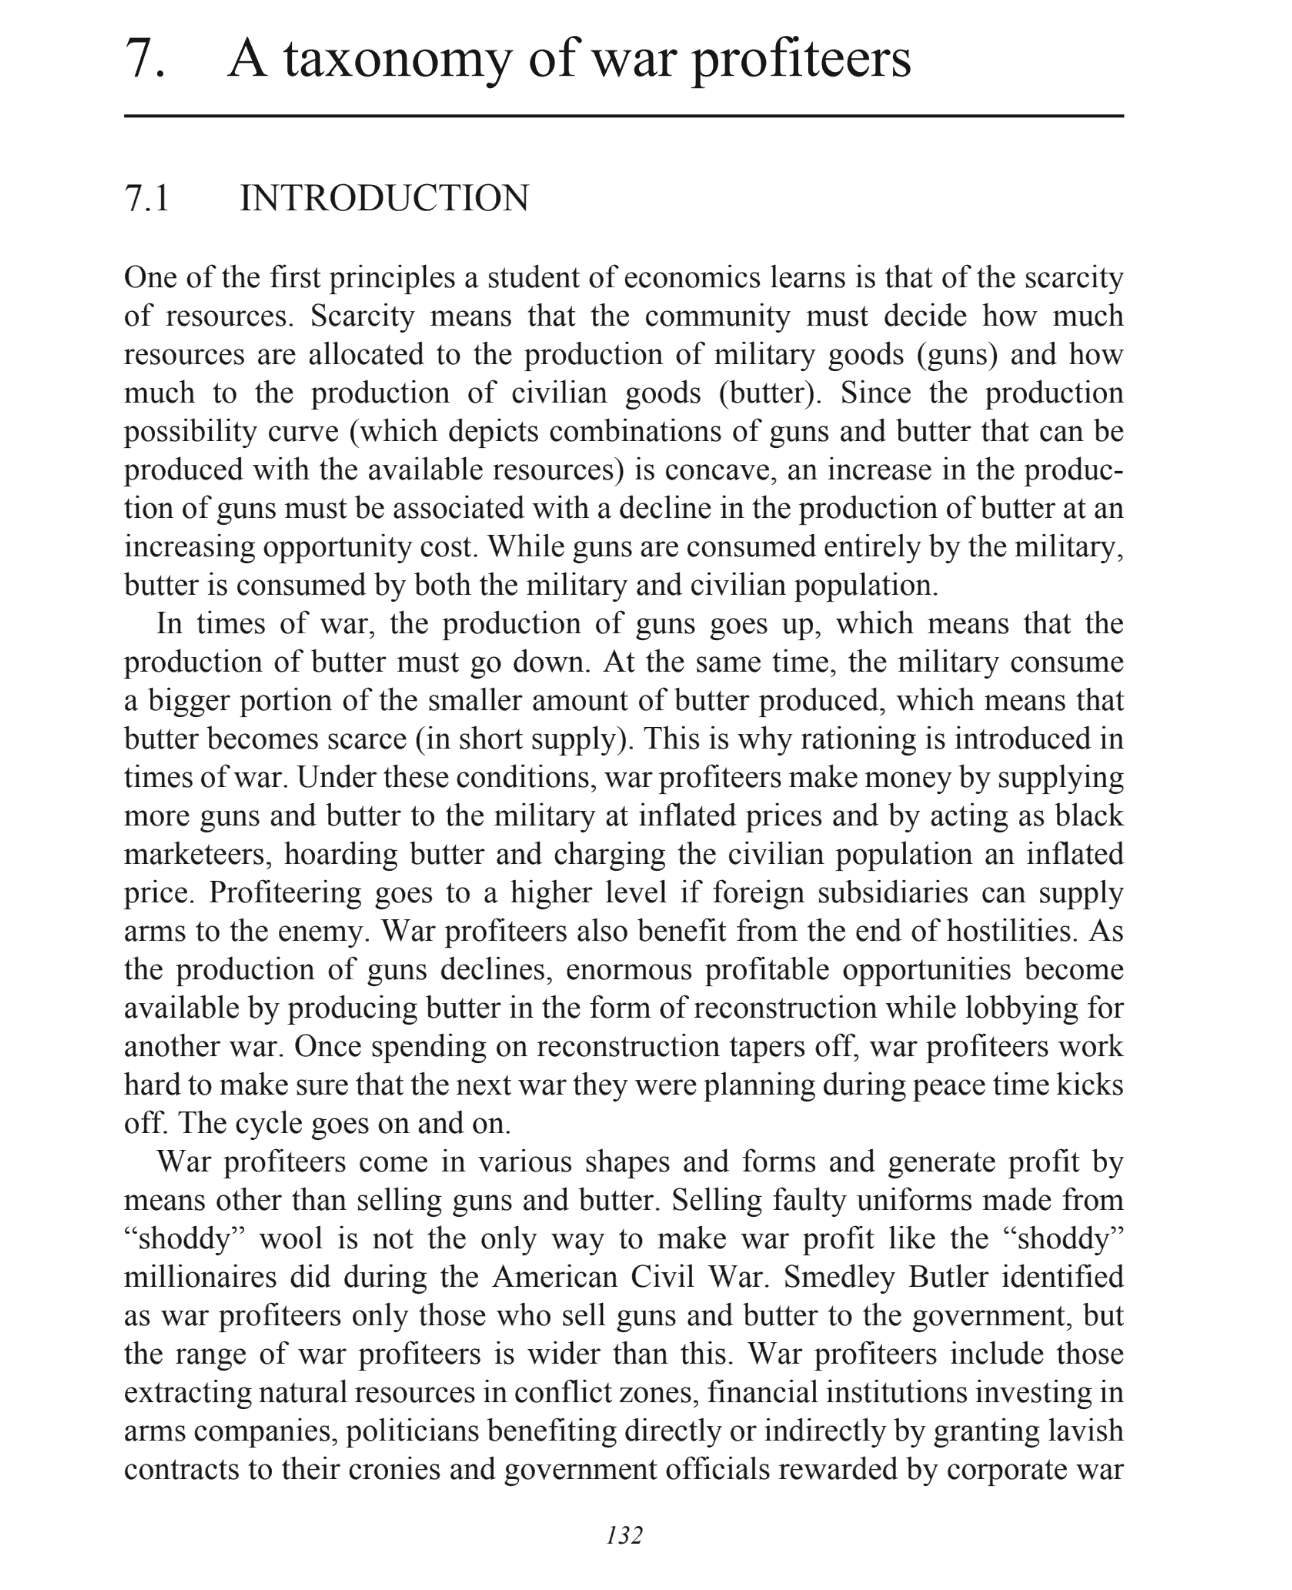 7. A taxonomy of war profiteers
7.1 INTRODUCTION
One of the first principles a student of economics learns is that of the scarcity
of resources. Scarcity means that the community must decide how much
resources are allocated to the production of military goods (guns) and how
much to the production of civilian goods (butter). Since the production
possibility curve (which depicts combinations of guns and butter that can be
produced with the available resources) is concave, an increase in the produc-
tion of guns must be associated with a decline in the production of butter at an
increasing opportunity cost. While guns are consumed entirely by the military,
butter is consumed by both the military and civilian population.
In times of war, the production of guns goes up, which means that the
production of butter must go down. At the same time, the military consume
a bigger portion of the smaller amount of butter produced, which means that
butter becomes scarce (in short supply). This is why rationing is introduced in
times of war. Under these conditions, war profiteers make money by supplying
more guns and butter to the military at inflated prices and by acting as black
marketeers, hoarding butter and charging the civilian population an inflated
price. Profiteering goes to a higher level if foreign subsidiaries can supply
arms to the enemy. War profiteers also benefit from the end of hostilities. As
the production of guns declines, enormous profitable opportunities become
available by producing butter in the form of reconstruction while lobbying for
another war. Once spending on reconstruction tapers off, war profiteers work
hard to make sure that the next war they were planning during peace time kicks
off. The cycle goes on and on.
War profiteers come in various shapes and forms and generate profit by
means other than selling guns and butter. Selling faulty uniforms made from
“shoddy” wool is not the only way to make war profit like the “shoddy”
millionaires did during the American Civil War. Smedley Butler identified
as war profiteers only those who sell guns and butter to the government, but
the range of war profiteers is wider than this. War profiteers include those
extracting natural resources in conflict zones, financial institutions investing in
arms companies, politicians benefiting directly or indirectly by granting lavish
contracts to their cronies and government officials rewarded by corporate war
132